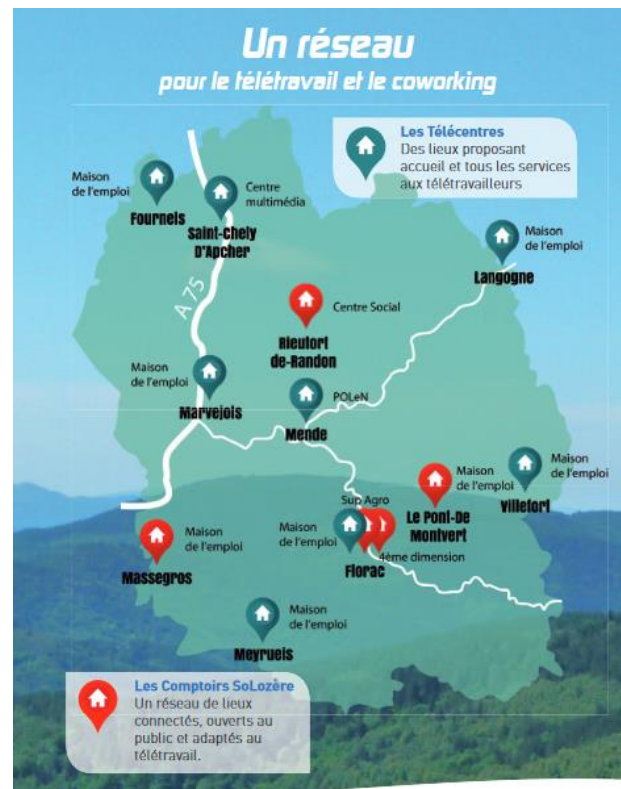 Un réseau
pour le télétravail et le coworking
Les Télécentres
Des lieux proposant
accueil et tous les services
aux télétravailleurs
Maison
de l'emploi
Fournels
Centre
multimédia
Saint-Chely
D'Apcher
Maison
de l'emploi
Langogne
A 75
Centre Social
Rieufort
de-Randon
Maison
de l'emploi
Marvejois
POLeN
Mende
Maison
de l'emploi
Villefort
Maison
de l'emploi
Le Pont-De
Montvert
Sup Agro
Maison
de l'emploi
4ème dimension
Florac
Maison
de l'emploi
Massegros
Maison
de l'emploi
Meyrueis
Les Comptoirs SoLozère
Un réseau de lieux
connectés, ouverts au
public et adaptés au
télétravail.